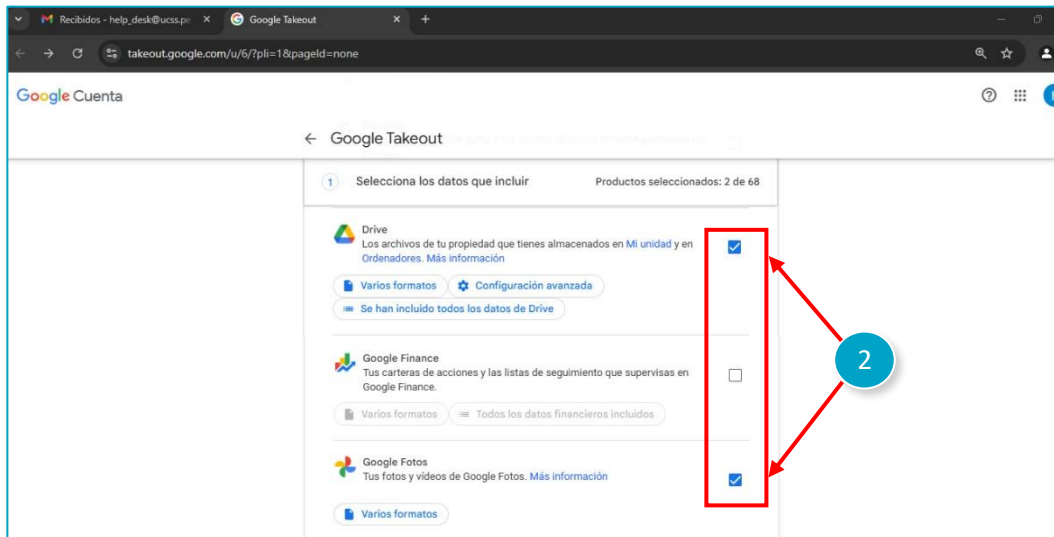 Recibidos - help_desk@ucss.pe
Google Takeout
takeout.google.com/u/6/?pli=1&pageId=none
Google Cuenta
Google Takeout
1 Selecciona los datos que incluir Productos seleccionados: 2 de 68
Drive
Los archivos de tu propiedad que tienes almacenados en Mi unidad y en
Ordenadores. Más información
Varios formatos Configuración avanzada
Se han incluido todos los datos de Drive
2
Google Finance
Tus carteras de acciones y las listas de seguimiento que supervisas en
Google Finance.
Varios formatos Todos los datos financieros incluidos
Google Fotos
Tus fotos y vídeos de Google Fotos. Más información
Varios formatos